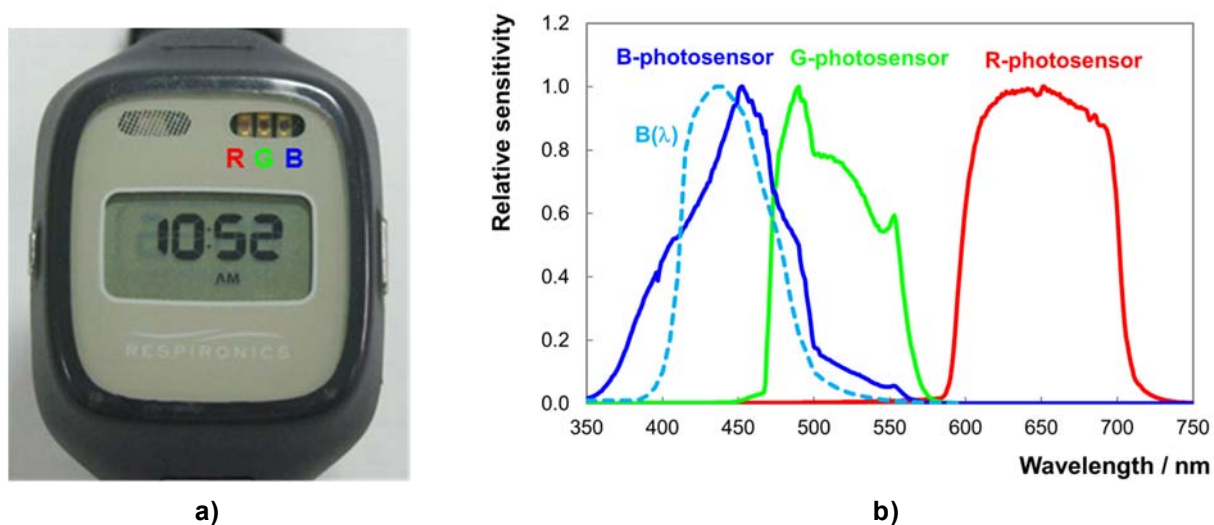 R G B
10:52
AM
RESPIRONICS
a)
Relative sensitivity
1.2
1.0
0.8
0.6
0.4
0.2
0.0
B-photosensor G-photosensor R-photosensor
B(λ)
350 400 450 500 550 600 650 700 750
Wavelength / nm
b)